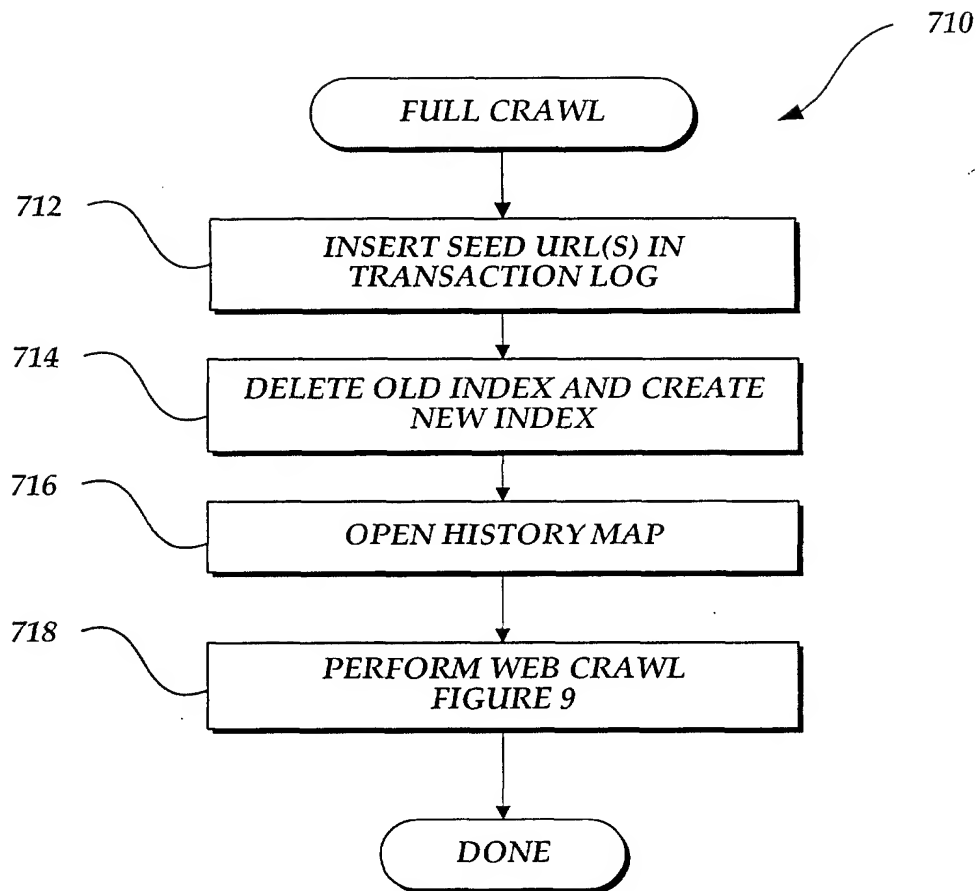 710
FULL CRAWL
712
INSERT SEED URL(S) IN
TRANSACTION LOG
714
DELETE OLD INDEX AND CREATE
NEW INDEX
716
OPEN HISTORY MAP
718
PERFORM WEB CRAWL
FIGURE 9
DONE